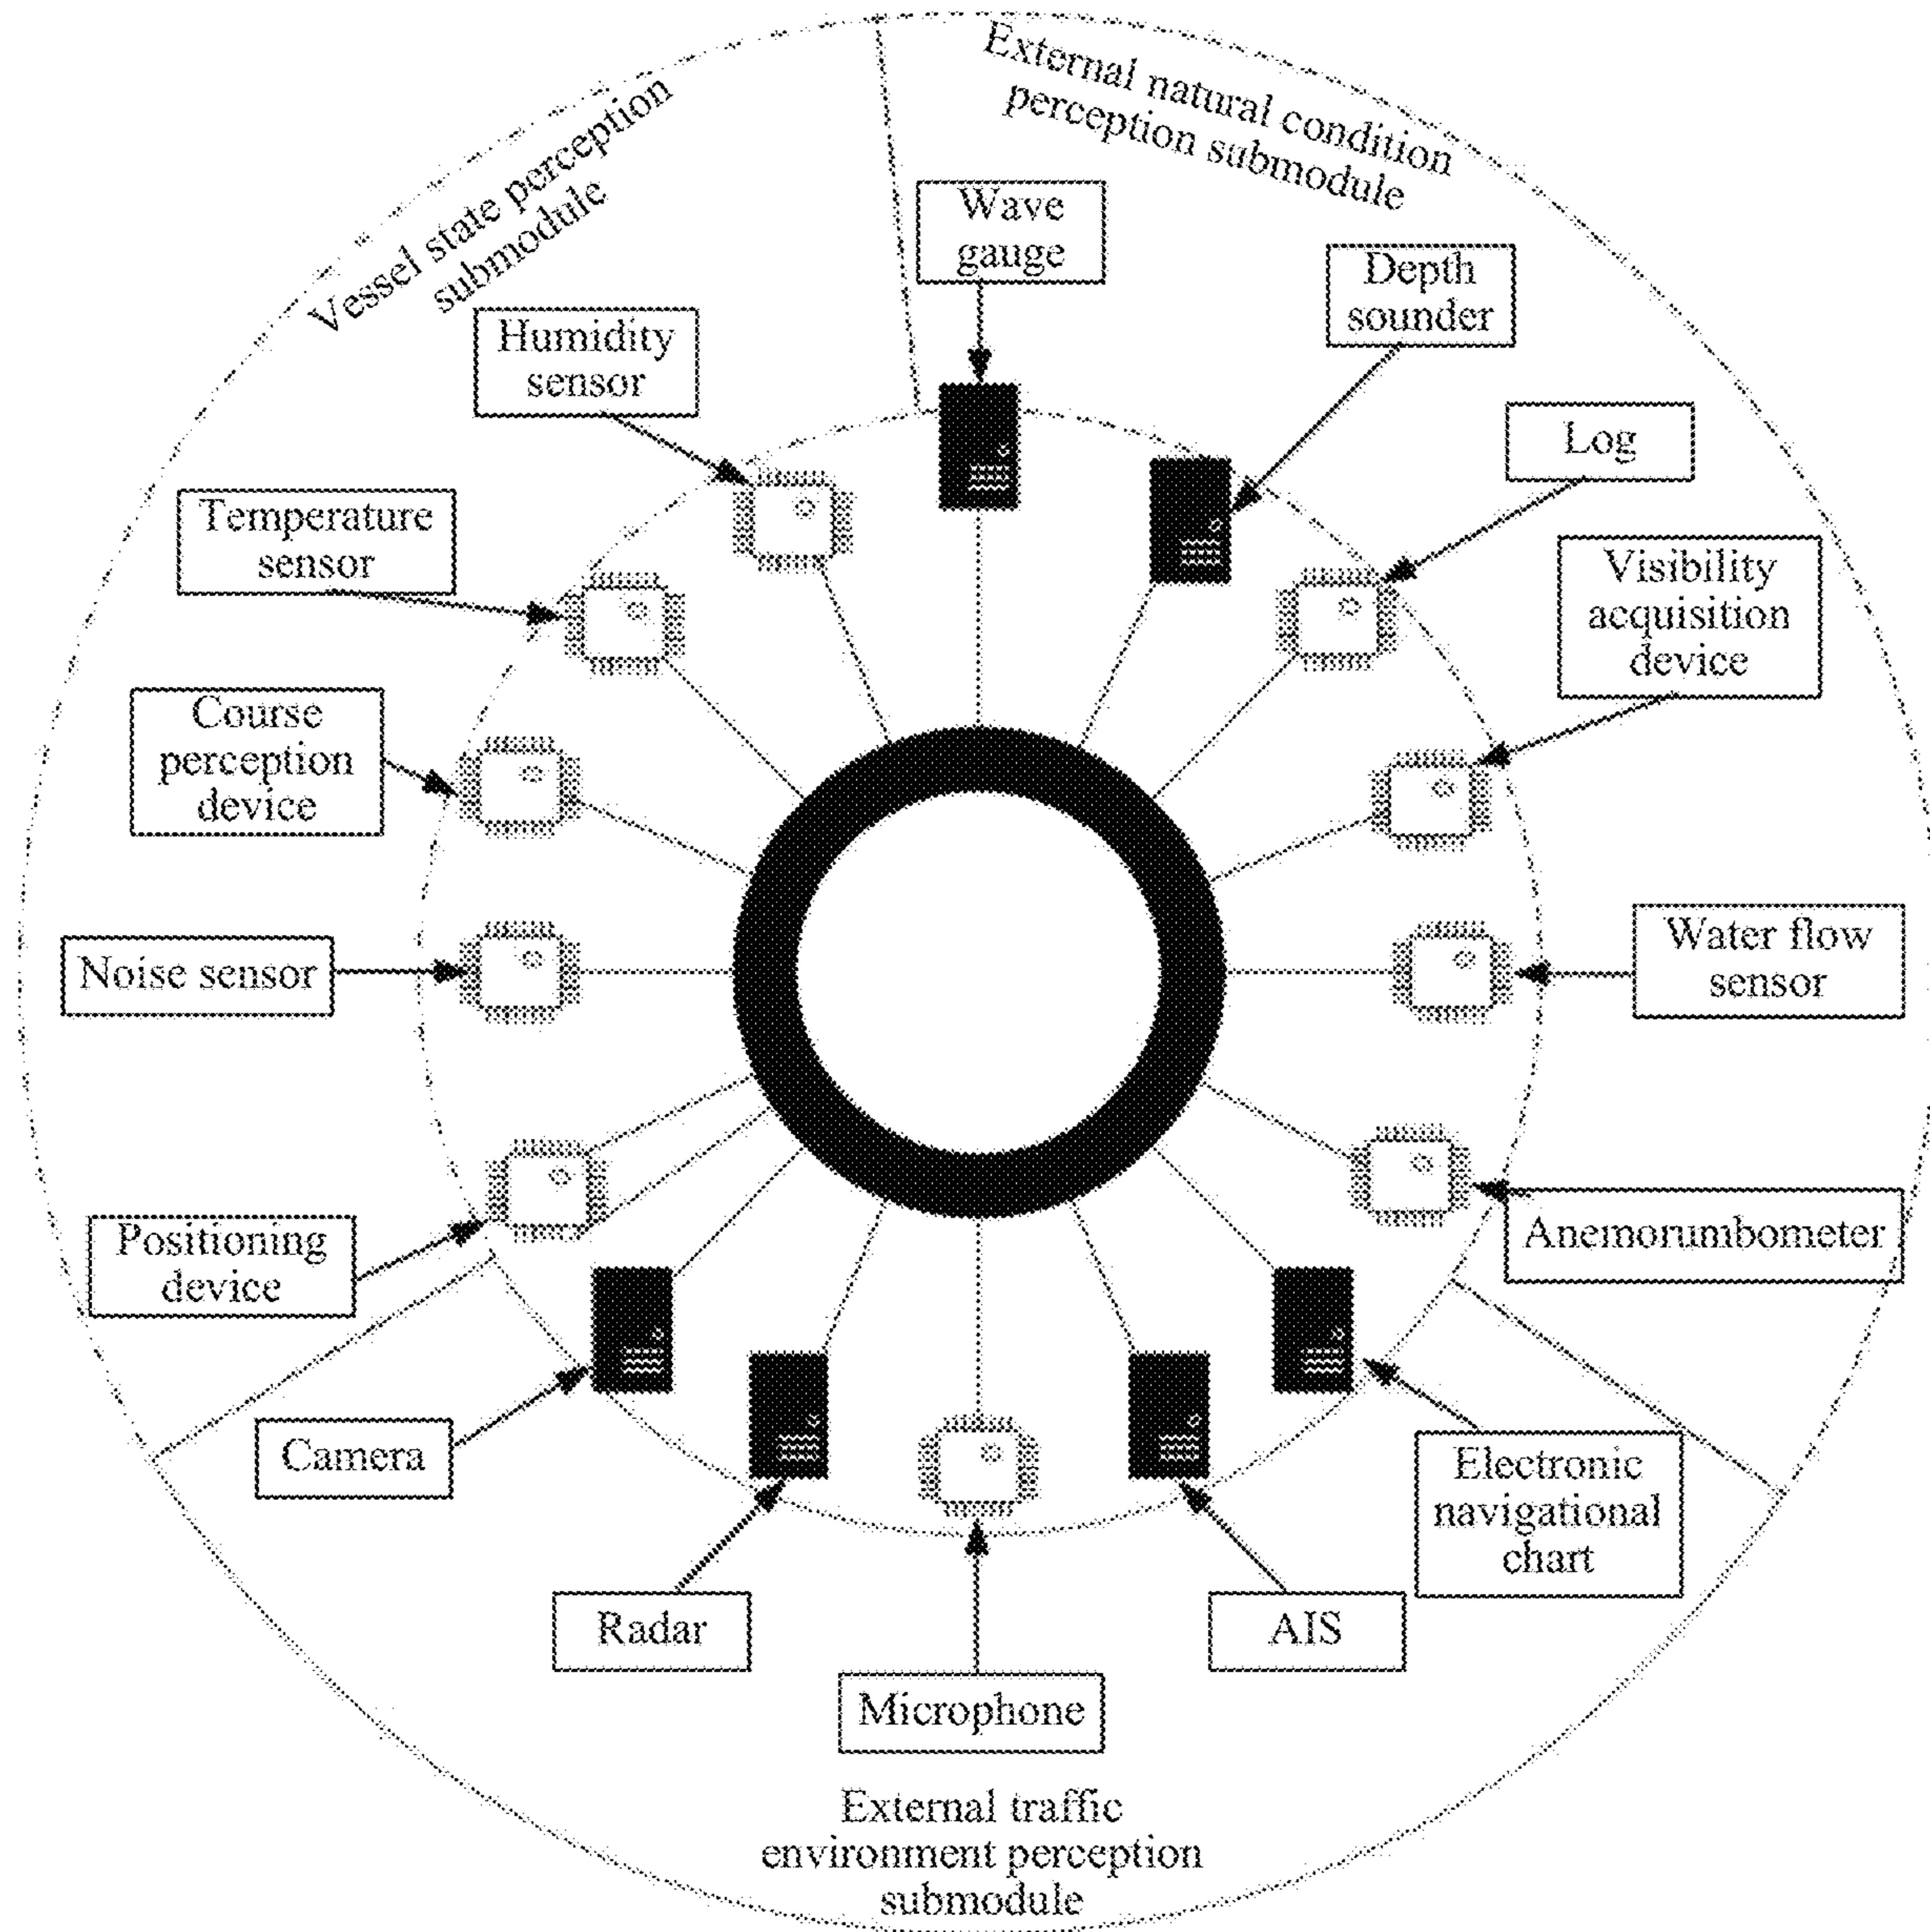 External natural condition
perception submodule
Vessel state perception
submodule
Wave
gauge
Depth
sounder
Humidity
sensor
Log
Temperature
sensor
Visibility
acquisition
device
Course
perception
device
Noise sensor
Water flow
sensor
Positioning
device
Anemorumbometer
Camera
Electronic
navigational
chart
Radar
AIS
Microphone
External traffic
environment perception
submodule